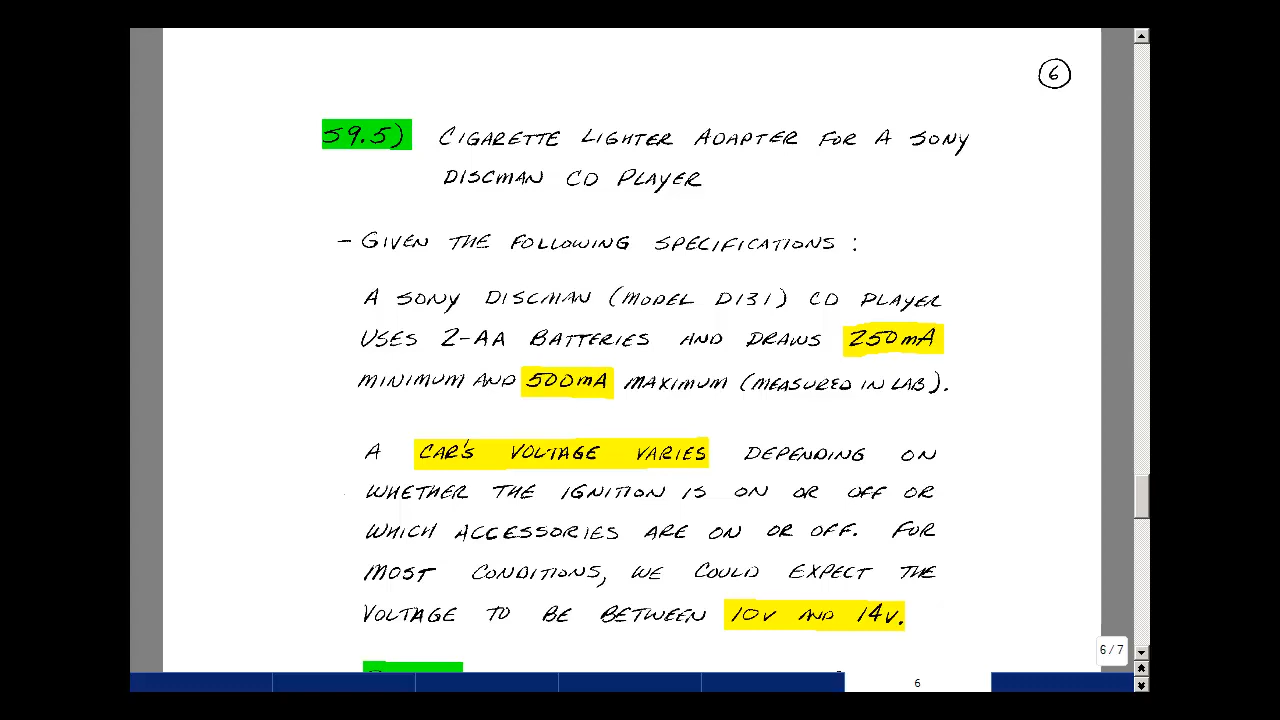 6
S9.5) CIGARETTE LIGHTER ADAPTER FOR A SONY
DISCMAN CD PLAYER
- GIVEN THE FOLLOWING SPECIFICATIONS :
A SONY DISCMAN (MODEL D131) CD PLAYER
USES 2-AA BATTERIES AND DRAWS 250mA
MINIMUM AND 500mA MAXIMUM (MEASURED IN LAB).
A CAR'S VOLTAGE VARIES DEPENDING ON
WHETHER THE IGNITION IS ON OR OFF OR
WHICH ACCESSORIES ARE ON OR OFF. FOR
MOST CONDITIONS, WE COULD EXPECT THE
VOLTAGE TO BE BETWEEN 10V AND 14V.
6 / 7
6